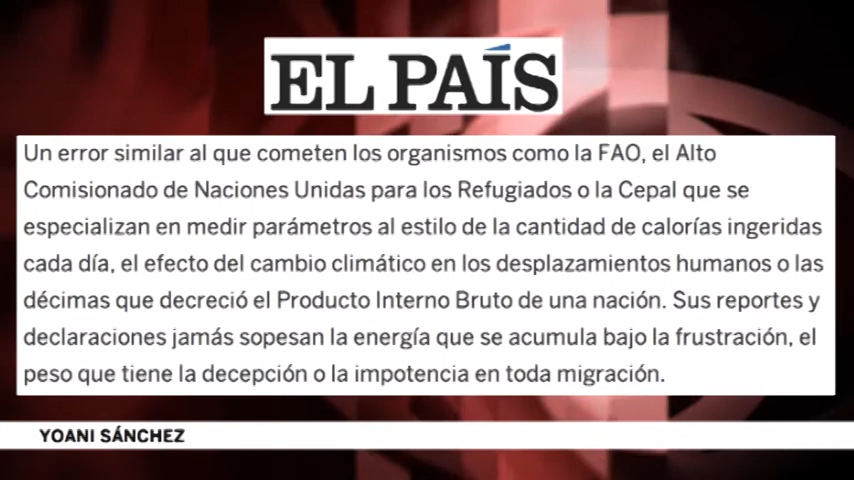 EL PAÍS
Un error similar al que cometen los organismos como la FAO, el Alto
Comisionado de Naciones Unidas para los Refugiados o la Cepal que se
especializan en medir parámetros al estilo de la cantidad de calorías ingeridas
cada día, el efecto del cambio climático en los desplazamientos humanos o las
décimas que decreció el Producto Interno Bruto de una nación. Sus reportes y
declaraciones jamás sopesan la energía que se acumula bajo la frustración, el
peso que tiene la decepción o la impotencia en toda migración.
YOANI SÁNCHEZ